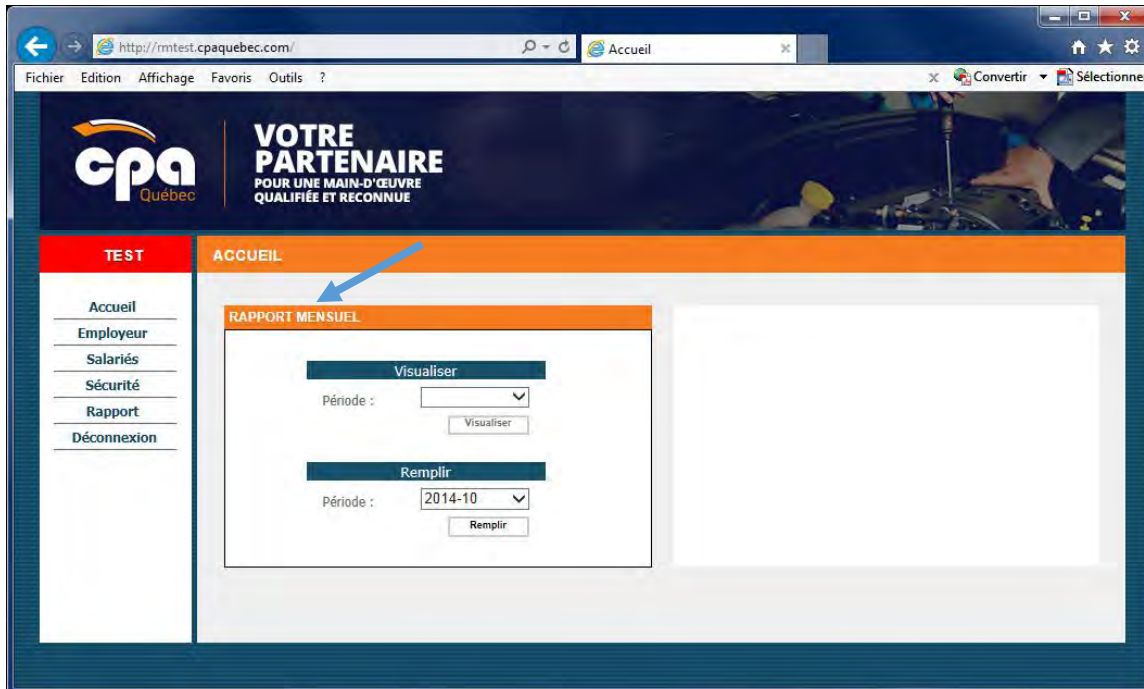 http://rmtest.cpaquebec.com/
Accueil
Fichier Edition Affichage Favoris Outils ?
Convertir
Sélectionne
cpa
Québec
VOTRE
PARTENAIRE
POUR UNE MAIN-D'ŒUVRE
QUALIFIÉE ET RECONNUE
TEST
ACCUEIL
Accueil
Employeur
Salariés
Sécurité
Rapport
Déconnexion
RAPPORT MENSUEL
Visualiser
Période :
Visualiser
Remplir
Période : 2014-10
Remplir